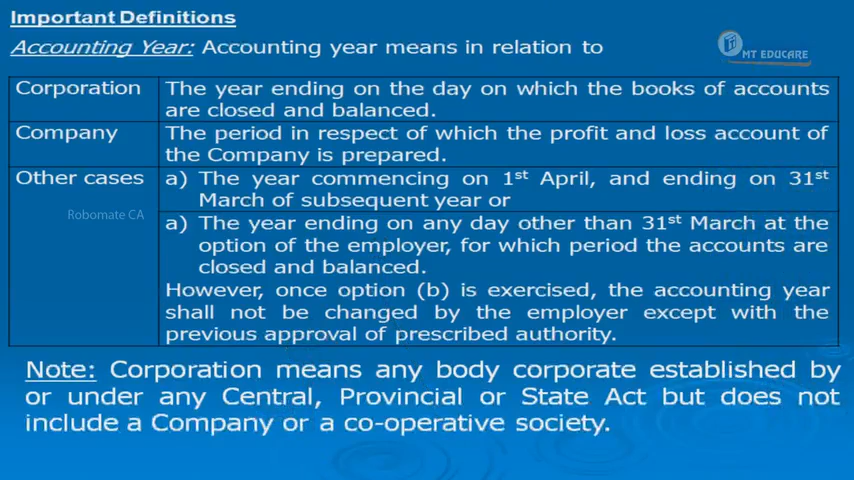 Important Definitions
Accounting Year: Accounting year means in relation to
MT EDUCARE
Corporation The year ending on the day on which the books of accounts
are closed and balanced.
Company The period in respect of which the profit and loss account of
the Company is prepared.
Other cases a) The year commencing on 1st April, and ending on 31st
March of subsequent year or
Robomate CA
a) The year ending on any day other than 31st March at the
option of the employer, for which period the accounts are
closed and balanced.
However, once option (b) is exercised, the accounting year
shall not be changed by the employer except with the
previous approval of prescribed authority.
Note: Corporation means any body corporate established by
or under any Central, Provincial or State Act but does not
include a Company or a co-operative society.